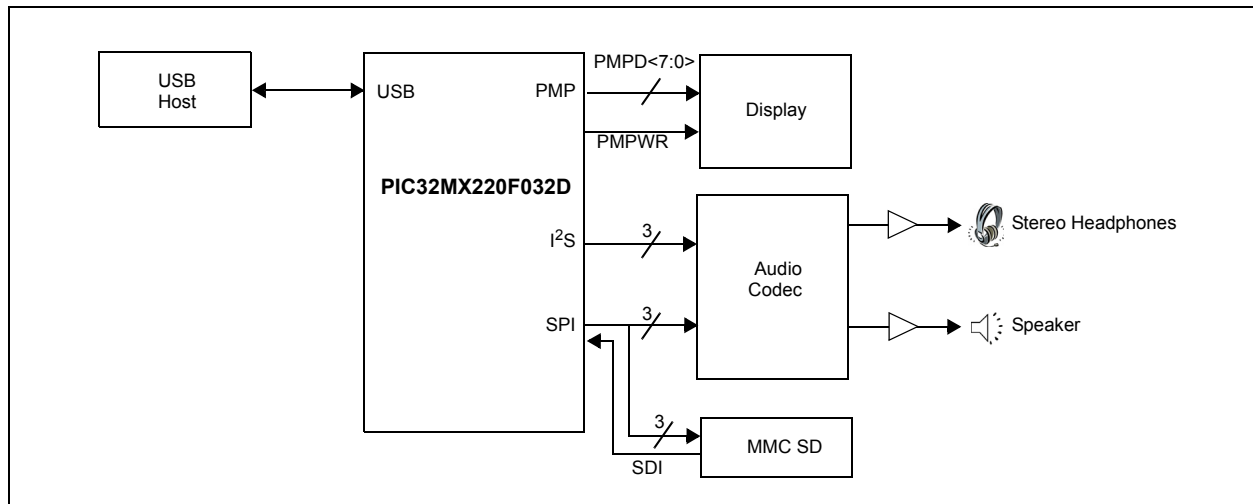 USB
Host
USB
PMP
PIC32MX220F032D
I²S
SPI
PMPD<7:0>
PMPWR
Display
3
3
Audio
Codec
Stereo Headphones
Speaker
3
SDI
MMC SD